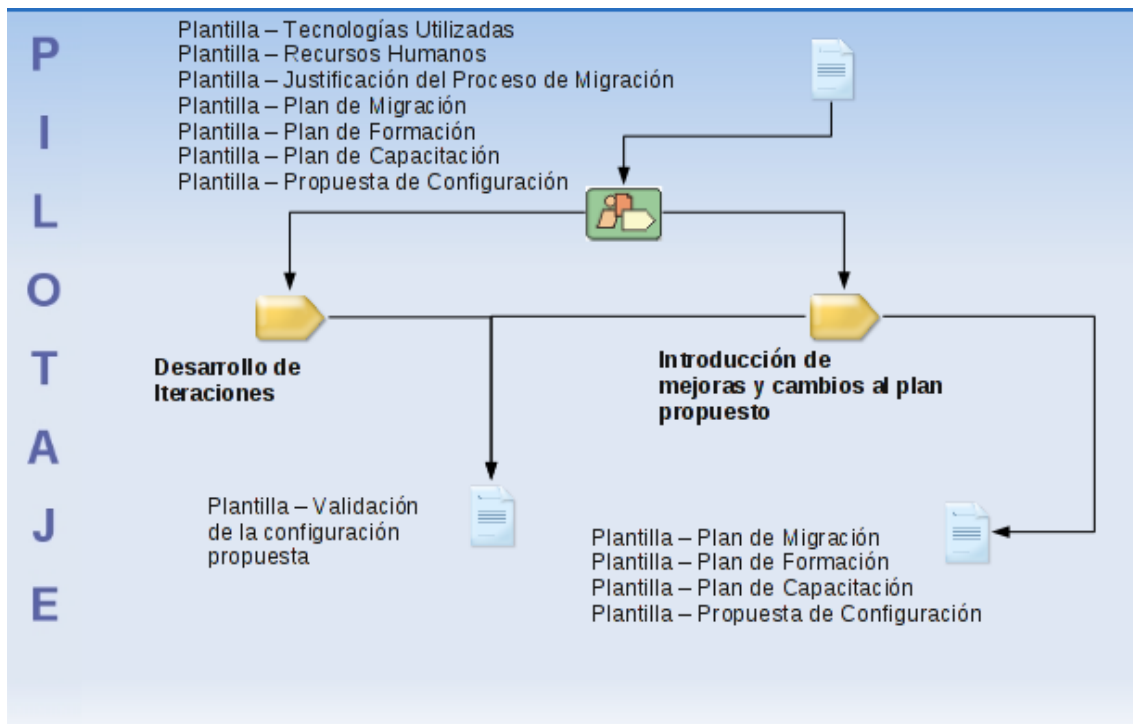 PILOTAJE
Plantilla – Tecnologías Utilizadas
Plantilla – Recursos Humanos
Plantilla – Justificación del Proceso de Migración
Plantilla – Plan de Migración
Plantilla – Plan de Formación
Plantilla – Plan de Capacitación
Plantilla – Propuesta de Configuración
Desarrollo de
Iteraciones
Introducción de
mejoras y cambios al plan
propuesto
Plantilla – Validación
de la configuración
propuesta
Plantilla – Plan de Migración
Plantilla – Plan de Formación
Plantilla – Plan de Capacitación
Plantilla – Propuesta de Configuración